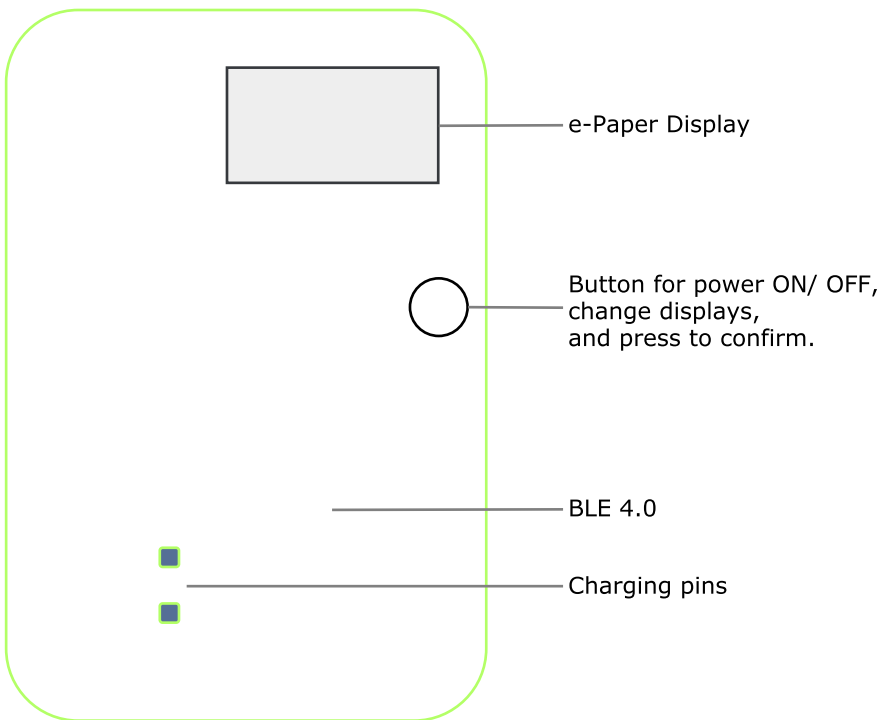 e-Paper Display
Button for power ON/ OFF,
change displays,
and press to confirm.
BLE 4.0
Charging pins